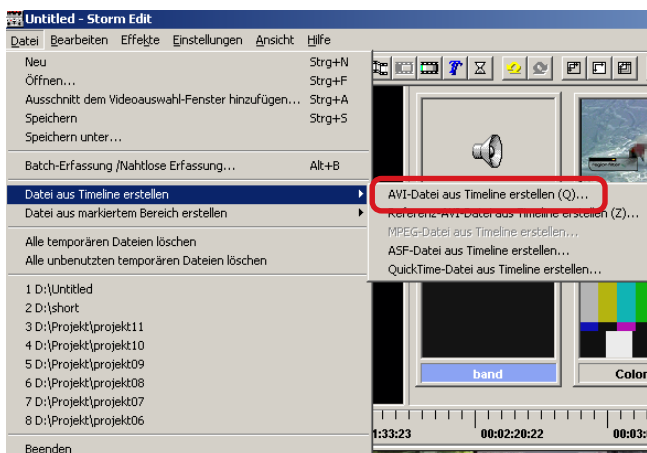 Untitled - Storm Edit
Datei Bearbeiten Effekte Einstellungen Ansicht Hilfe
Neu Strg+N
Öffnen... Strg+F
Ausschnitt dem Videoauswahl-Fenster hinzufügen... Strg+A
Speichern Strg+S
Speichern unter...
Batch-Erfassung /Nahtlose Erfassung... Alt+B
Datei aus Timeline erstellen
Datei aus markiertem Bereich erstellen
Alle temporären Dateien löschen
Alle unbenutzten temporären Dateien löschen
1 D:\Untitled
2 D:\short
3 D:\Projekt\projekt11
4 D:\Projekt\projekt10
5 D:\Projekt\projekt09
6 D:\Projekt\projekt08
7 D:\Projekt\projekt07
8 D:\Projekt\projekt06
Beenden
AVI-Datei aus Timeline erstellen (Q)...
Referenz-AVI-Datei aus Timeline erstellen (Z)...
MPEG-Datei aus Timeline erstellen...
ASF-Datei aus Timeline erstellen...
QuickTime-Datei aus Timeline erstellen...
band
Color
1:33:23 00:02:20:22 00:03: